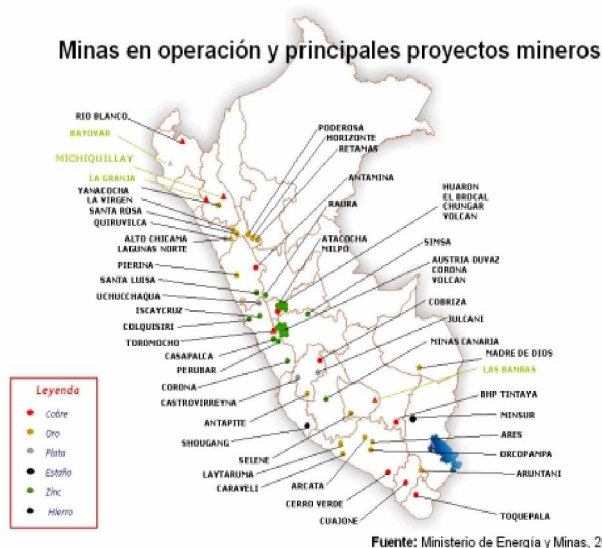 Minas en operación y principales proyectos mineros
RIO BLANCO
BAYOVAR
MICHIQUILLAY
LA GRANJA
YANACOCHA
LA VIRGEN
SANTA ROSA
QUIRUVILCA
ALTO CHICAMA
LAGUNAS NORTE
PIERINA
SANTA LUISA
UCHUCCHAQUA
ISCAYCRUZ
COLQUISIRI
TOROMOCHO
CASAPALCA
PERUBAR
CORONA
CASTROVIRREYNA
ANTAPITE
SHOUGANG
SELENE
LAYTARUMA
CARAVELI
ARCATA
CERRO VERDE
CUAJONE
PODEROSA
HORIZONTE
RETAMAS
ANTAMINA
RAURA
ATACOCHA
MILPO
HUARON
EL BROCAL
CHUNGAR
VOLCAN
SIMSA
AUSTRIA DUVAZ
CORONA
VOLCAN
COBRIZA
JULCANI
MINAS CANARIA
MADRE DE DIOS
LAS BAMBAS
BHP TINTAYA
MINSUR
ARES
ORCOPAMPA
ARUNTANI
TOQUEPALA
Leyenda
Cobre
Oro
Plata
Estaño
Zinc
Hierro
Fuente: Ministerio de Energía y Minas, 2